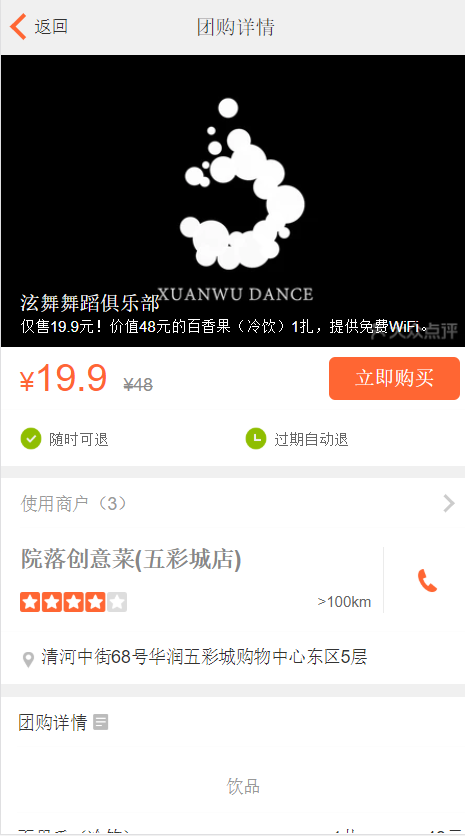 返回
团购详情
XUANWU DANCE
泫舞舞蹈俱乐部
大众点评
仅售19.9元！价值48元的百香果（冷饮）1扎，提供免费WiFi。
¥19.9 ¥48
立即购买
随时可退
过期自动退
使用商户（3）
院落创意菜(五彩城店)
>100km
清河中街68号华润五彩城购物中心东区5层
团购详情
饮品